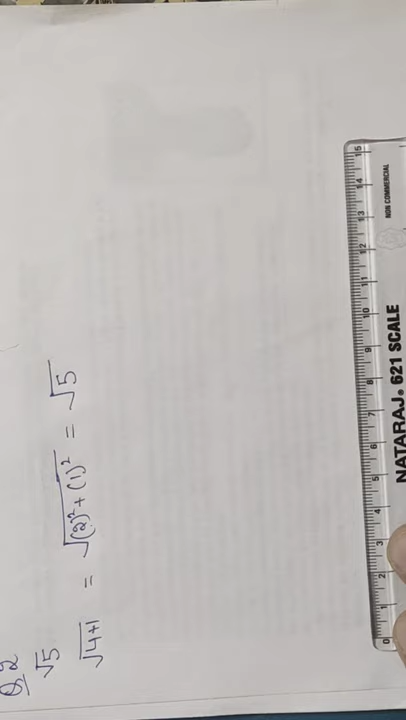 Q.2
√5
√4+1 = √(2)²+(1)² = √5
0 1 2 3 4 5 6 7 8 9 10 11 12 13 14 15
NON COMMERCIAL
NATARAJ. 621 SCALE